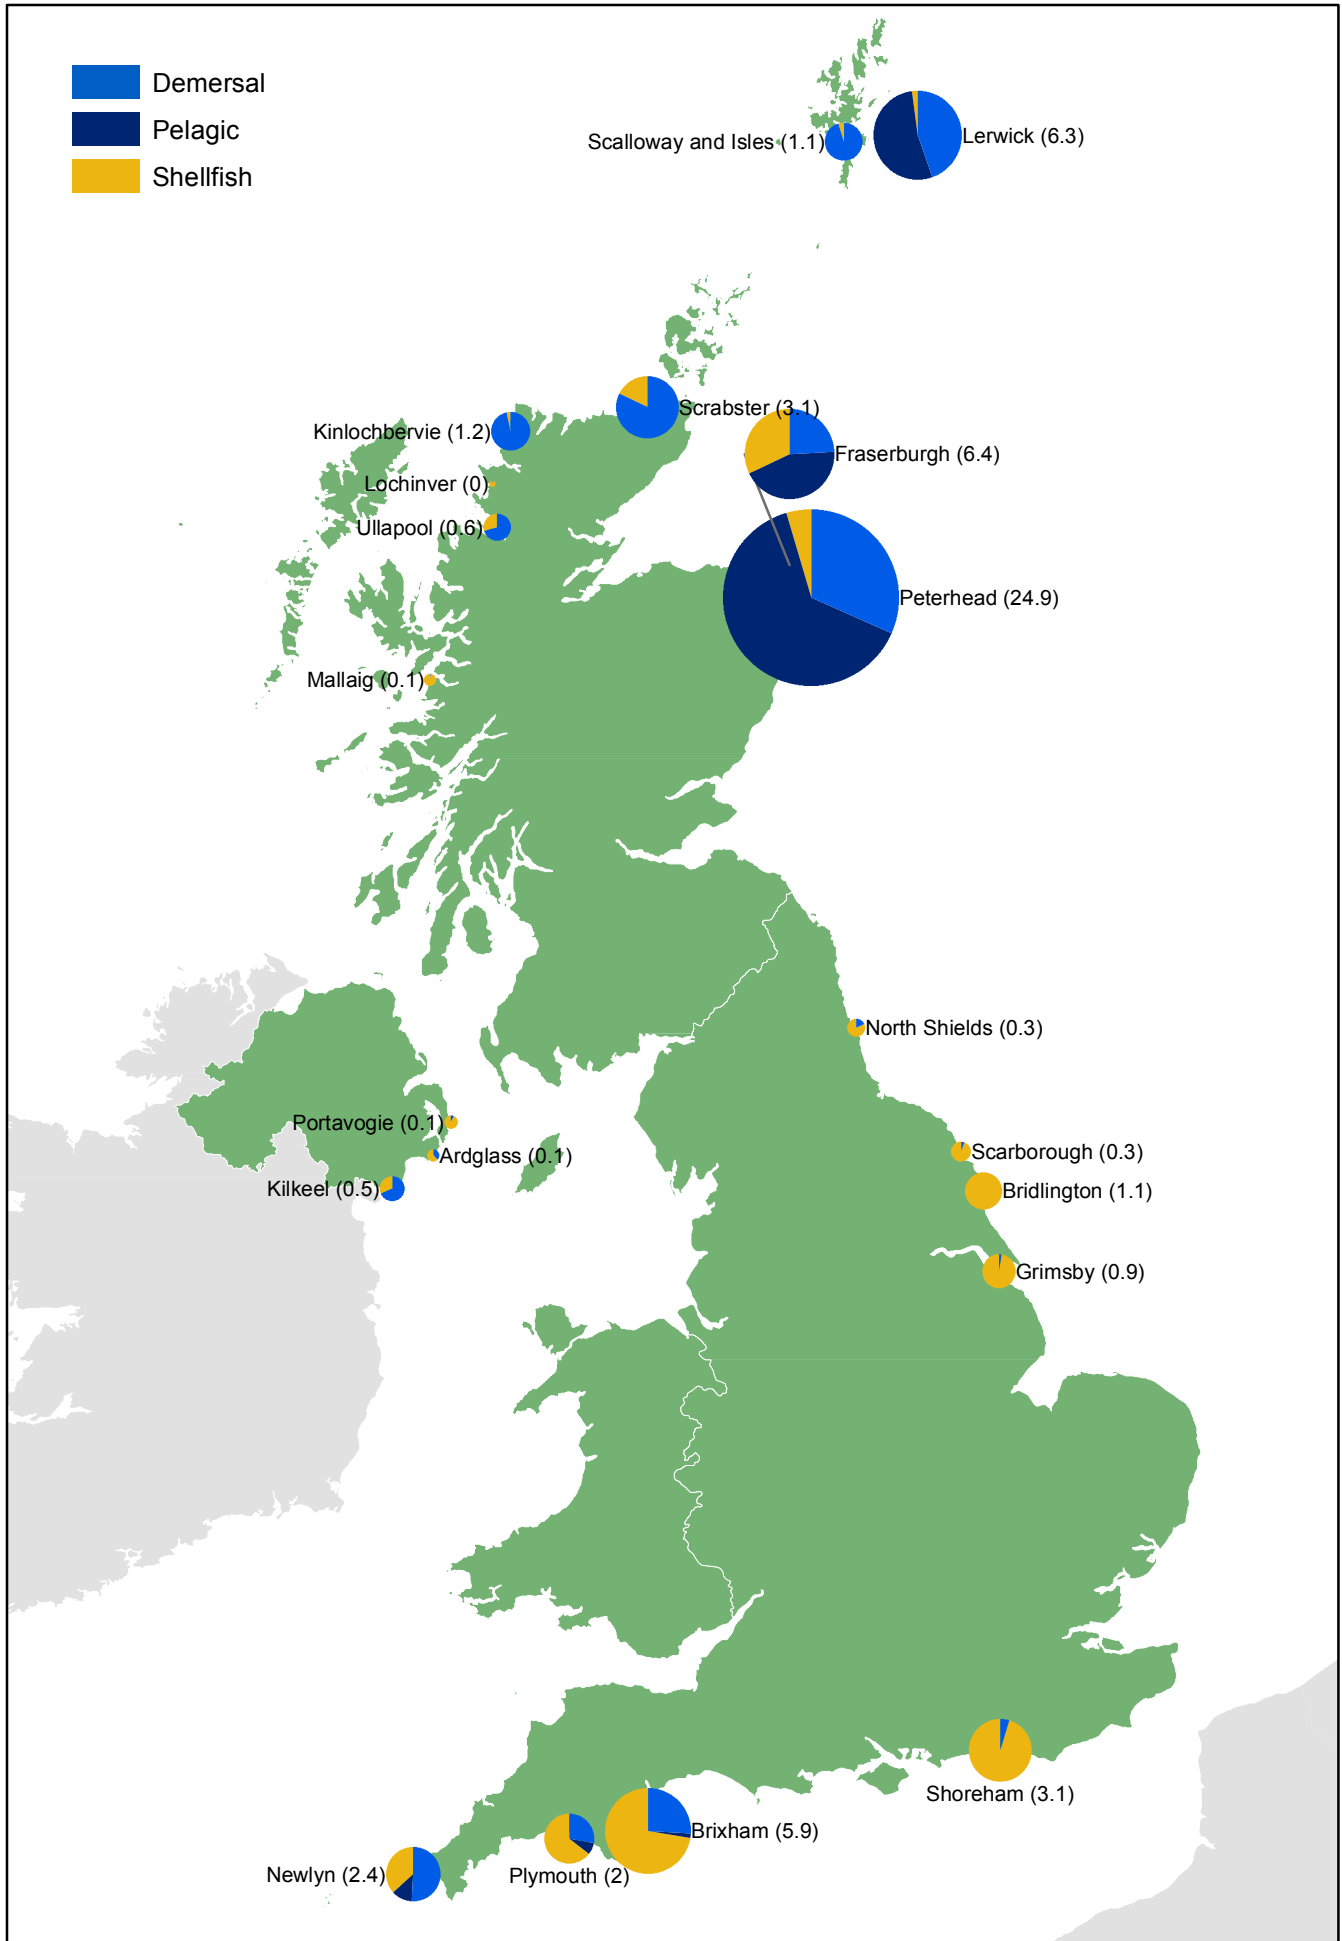 Demersal
Pelagic
Shellfish
Scalloway and Isles (1.1)
Lerwick (6.3)
Scrabster (3.1)
Kinlochbervie (1.2)
Fraserburgh (6.4)
Lochinver (0)
Ullapool (0.6)
Peterhead (24.9)
Mallaig (0.1)
North Shields (0.3)
Portavogie (0.1)
Scarborough (0.3)
Ardglass (0.1)
Kilkeel (0.5)
Bridlington (1.1)
Grimsby (0.9)
Shoreham (3.1)
Brixham (5.9)
Newlyn (2.4)
Plymouth (2)